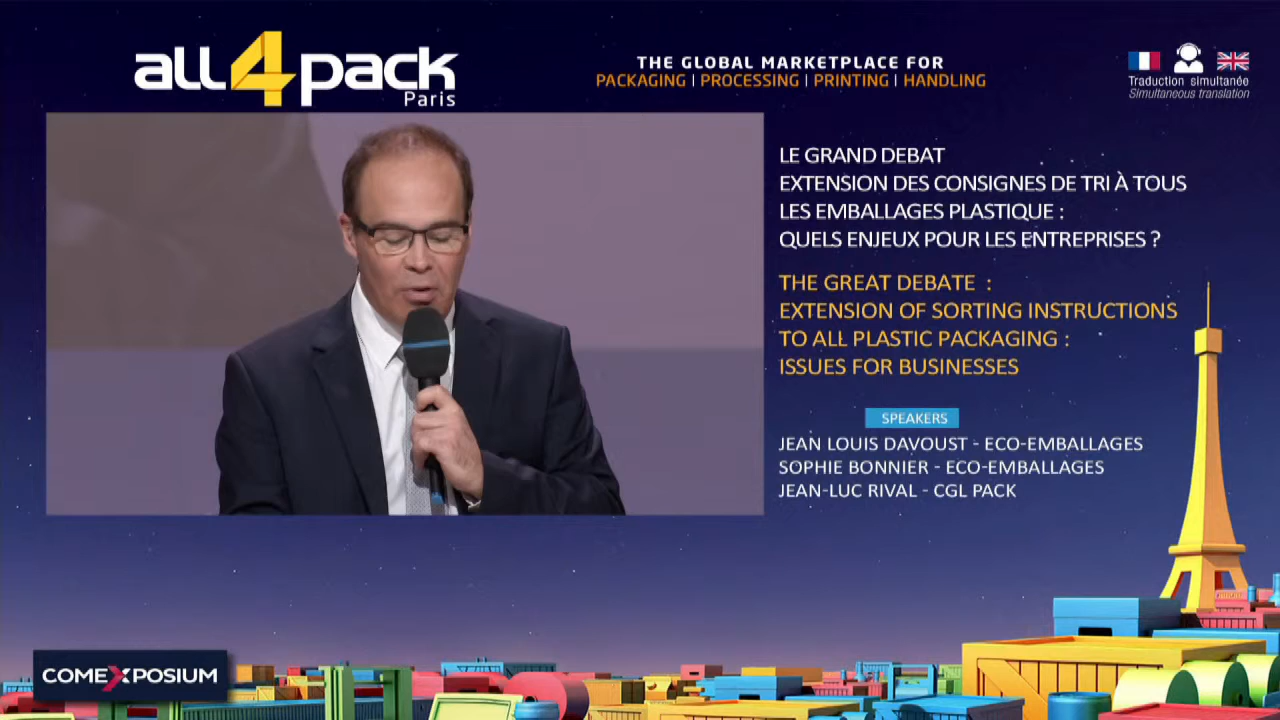 all4pack
Paris
THE GLOBAL MARKETPLACE FOR
PACKAGING | PROCESSING | PRINTING | HANDLING
Traduction simultanée
Simultaneous translation
LE GRAND DEBAT
EXTENSION DES CONSIGNES DE TRI À TOUS
LES EMBALLAGES PLASTIQUE :
QUELS ENJEUX POUR LES ENTREPRISES ?
THE GREAT DEBATE :
EXTENSION OF SORTING INSTRUCTIONS
TO ALL PLASTIC PACKAGING :
ISSUES FOR BUSINESSES
SPEAKERS
JEAN LOUIS DAVOUST - ECO-EMBALLAGES
SOPHIE BONNIER - ECO-EMBALLAGES
JEAN-LUC RIVAL - CGL PACK
COMEXPOSIUM